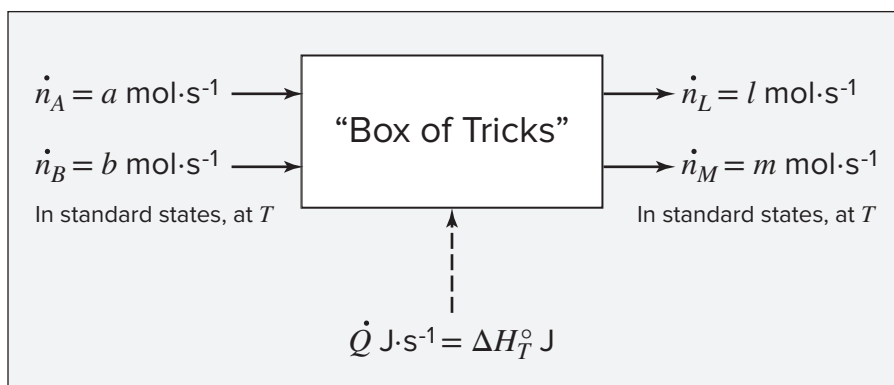 ṅ_A = a mol·s⁻¹
ṅ_B = b mol·s⁻¹
In standard states, at T
“Box of Tricks”
ṅ_L = l mol·s⁻¹
ṅ_M = m mol·s⁻¹
In standard states, at T
Q̇ J·s⁻¹ = ΔH°_T J